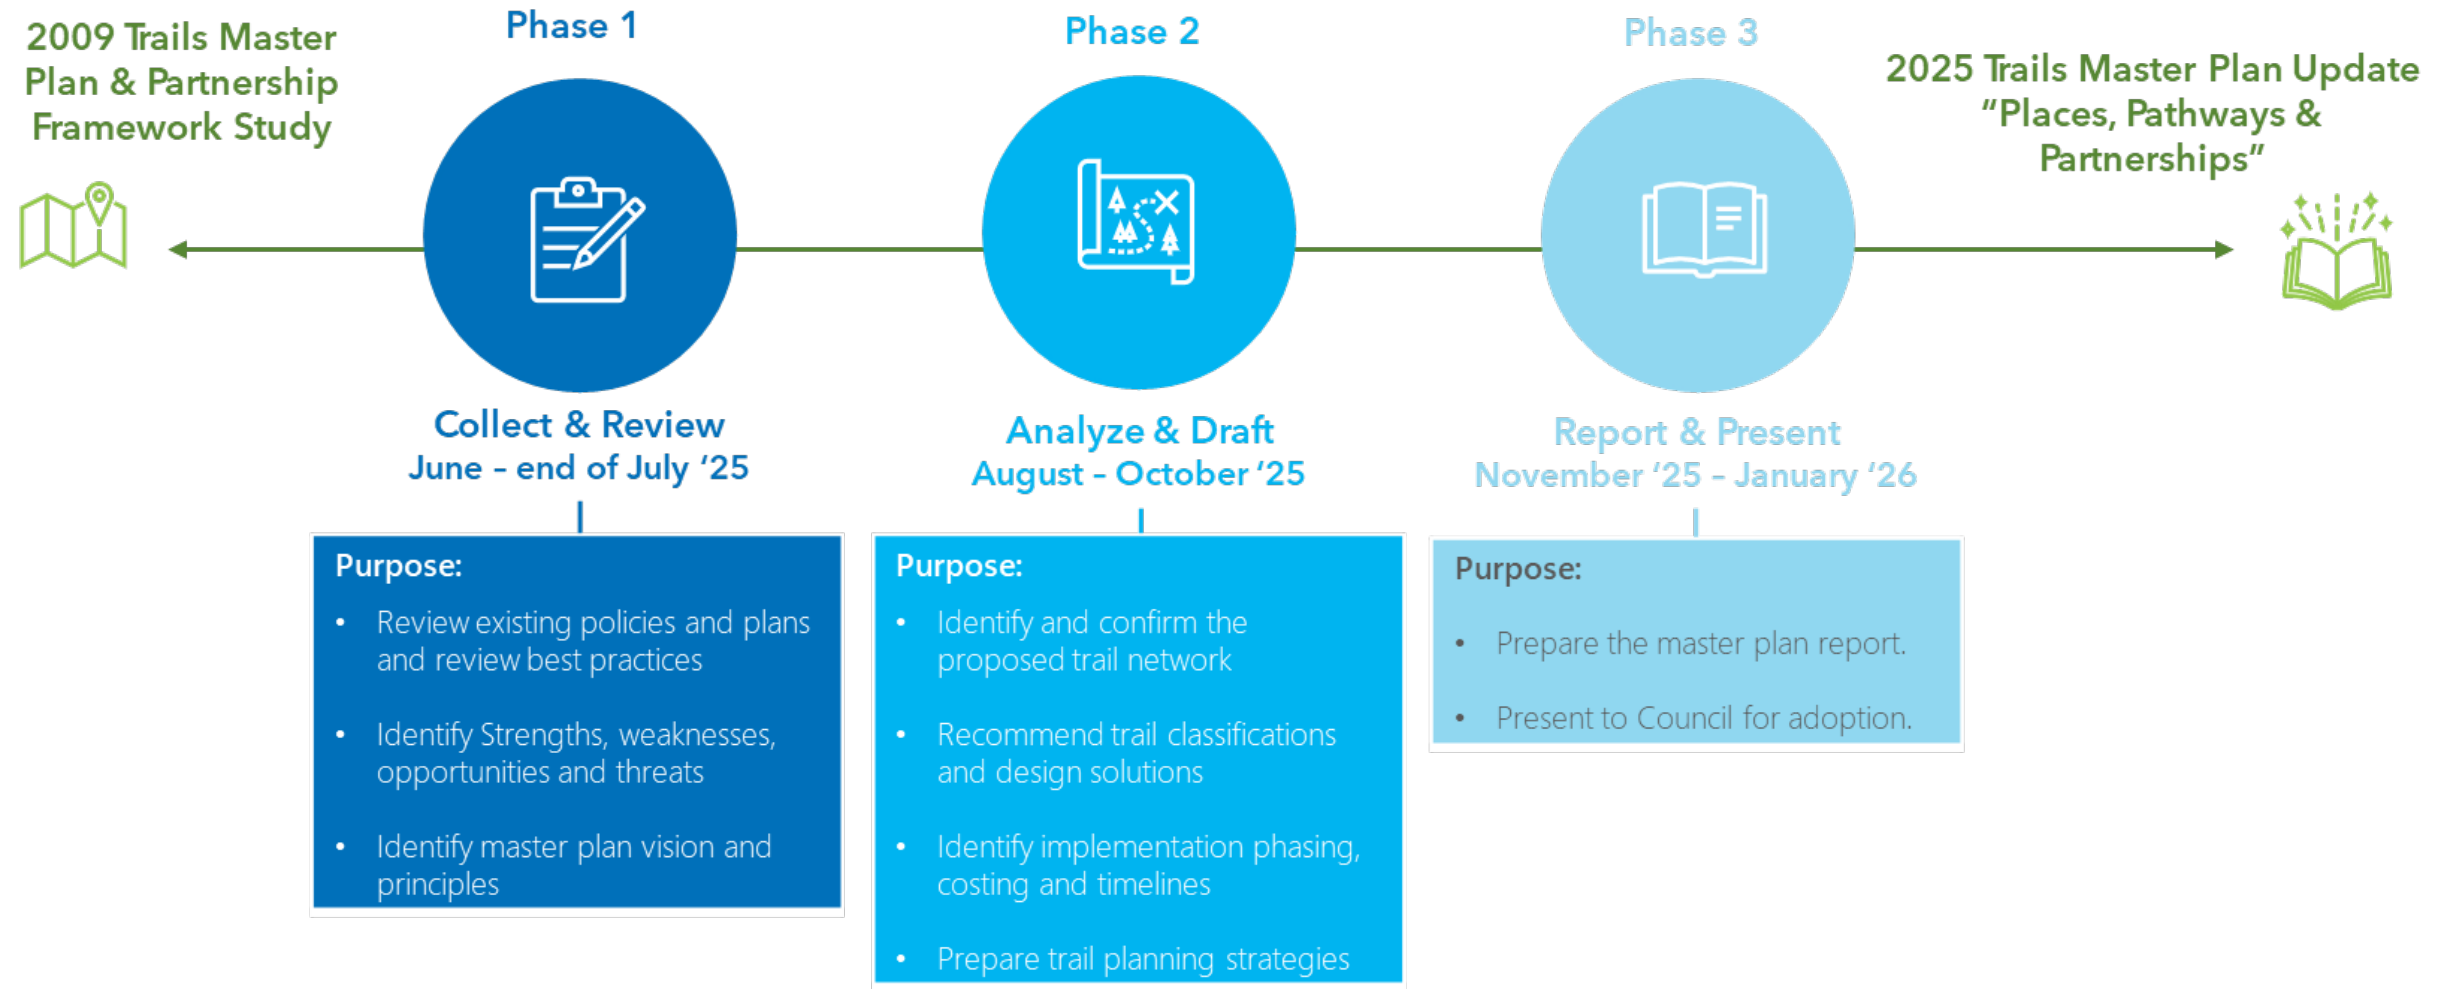 2009 Trails Master
Plan & Partnership
Framework Study
Phase 1
Phase 2
Phase 3
2025 Trails Master Plan Update
“Places, Pathways &
Partnerships”
Collect & Review
June – end of July ‘25
Purpose:
• Review existing policies and plans
and review best practices
• Identify Strengths, weaknesses,
opportunities and threats
• Identify master plan vision and
principles
Analyze & Draft
August – October ‘25
Purpose:
• Identify and confirm the
proposed trail network
• Recommend trail classifications
and design solutions
• Identify implementation phasing,
costing and timelines
• Prepare trail planning strategies
Report & Present
November ‘25 – January ‘26
Purpose:
• Prepare the master plan report.
• Present to Council for adoption.